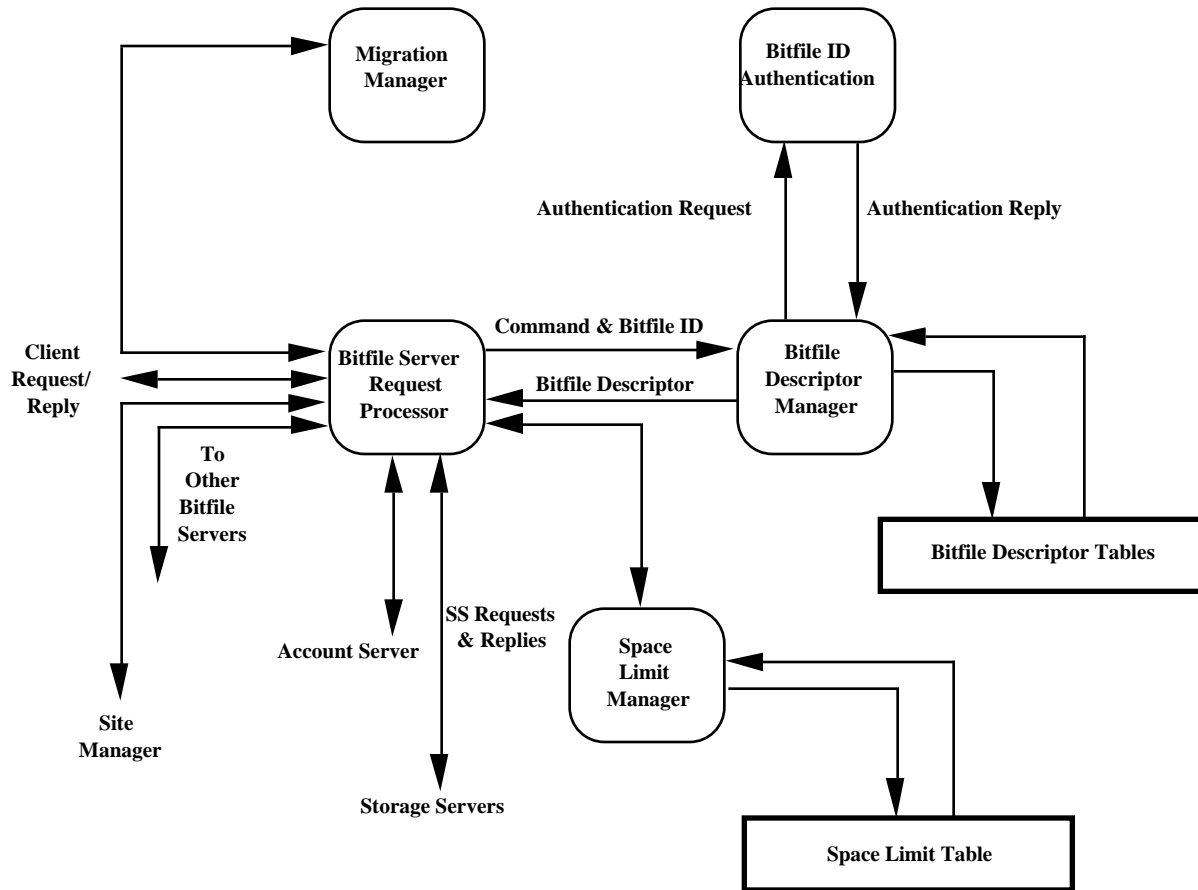 Migration
Manager
Bitfile ID
Authentication
Authentication Request
Authentication Reply
Client
Request/
Reply
Bitfile Server
Request
Processor
Command & Bitfile ID
Bitfile Descriptor
Bitfile
Descriptor
Manager
To
Other
Bitfile
Servers
Bitfile Descriptor Tables
Account Server
SS Requests
& Replies
Space
Limit
Manager
Site
Manager
Storage Servers
Space Limit Table